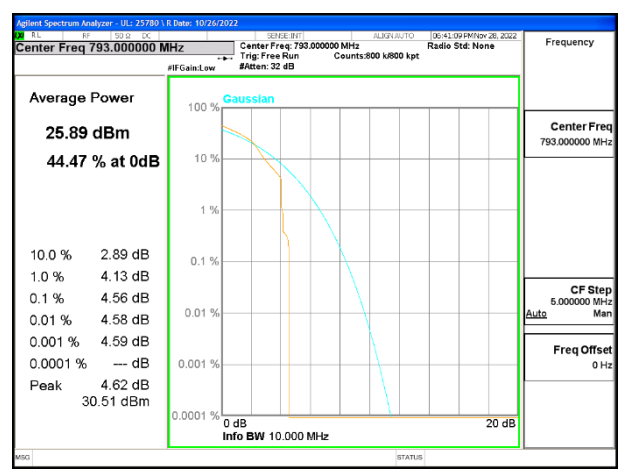 Agilent Spectrum Analyzer - UL: 25780 \ R Date: 10/26/2022
RL RF 50 Ω DC SENSE:INT ALIGN AUTO 06:41:09 PM Nov 28, 2022
Center Freq 793.000000 MHz
Center Freq: 793.000000 MHz Radio Std: None
Trig: Free Run Counts:800 k/800 kpt
#IFGain:Low #Atten: 32 dB
Frequency
Average Power
25.89 dBm
44.47 % at 0dB
10.0 % 2.89 dB
1.0 % 4.13 dB
0.1 % 4.56 dB
0.01 % 4.58 dB
0.001 % 4.59 dB
0.0001 % --- dB
Peak 4.62 dB
30.51 dBm
Gaussian
100 %
10 %
1 %
0.1 %
0.01 %
0.001 %
0.0001 %
0 dB 20 dB
Info BW 10.000 MHz
Center Freq
793.000000 MHz
CF Step
5.000000 MHz
Auto Man
Freq Offset
0 Hz
MSG STATUS